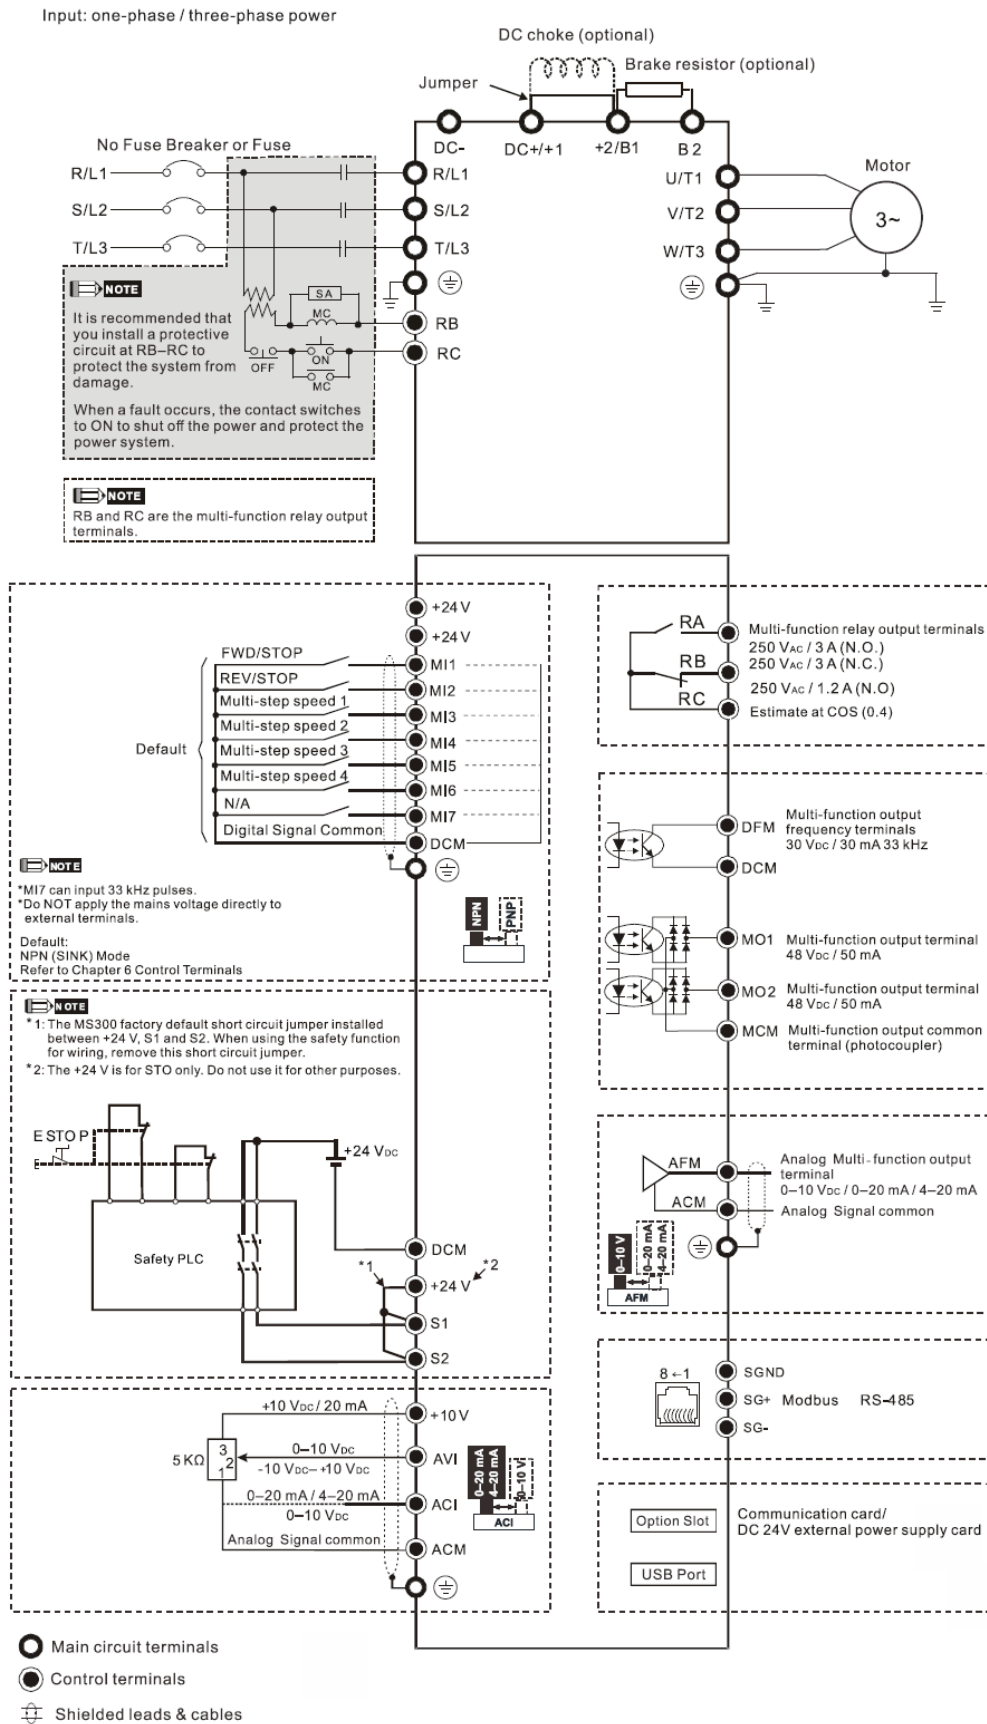 Input: one-phase / three-phase power
DC choke (optional)
Brake resistor (optional)
Jumper
DC-
DC+/+1
+2/B1
B2
No Fuse Breaker or Fuse
R/L1
R/L1
S/L2
S/L2
T/L3
T/L3
U/T1
V/T2
W/T3
Motor
3~
NOTE
It is recommended that
you install a protective
circuit at RB–RC to
protect the system from
damage.
When a fault occurs, the contact switches
to ON to shut off the power and protect the
power system.
SA
MC
OFF
ON
MC
RB
RC
NOTE
RB and RC are the multi-function relay output
terminals.
+24 V
+24 V
Default
FWD/STOP
MI1
REV/STOP
MI2
Multi-step speed 1
MI3
Multi-step speed 2
MI4
Multi-step speed 3
MI5
Multi-step speed 4
MI6
N/A
MI7
Digital Signal Common
DCM
NOTE
*MI7 can input 33 kHz pulses.
*Do NOT apply the mains voltage directly to
external terminals.
Default:
NPN (SINK) Mode
Refer to Chapter 6 Control Terminals
NPN
PNP
RA
RB
RC
Multi-function relay output terminals
250 VAC / 3 A (N.O.)
250 VAC / 3 A (N.C.)
250 VAC / 1.2 A (N.O)
Estimate at COS (0.4)
DFM
DCM
Multi-function output
frequency terminals
30 VDC / 30 mA 33 kHz
MO1
Multi-function output terminal
48 VDC / 50 mA
MO2
Multi-function output terminal
48 VDC / 50 mA
MCM
Multi-function output common
terminal (photocoupler)
NOTE
*1: The MS300 factory default short circuit jumper installed
between +24 V, S1 and S2. When using the safety function
for wiring, remove this short circuit jumper.
*2: The +24 V is for STO only. Do not use it for other purposes.
E STO P
+24 VDC
Safety PLC
DCM
*1
+24 V
*2
S1
S2
AFM
ACM
Analog Multi-function output
terminal
0–10 VDC / 0–20 mA / 4–20 mA
Analog Signal common
0–10 V
0–20 mA
4–20 mA
AFM
8←1
SGND
SG+
SG-
Modbus RS-485
+10 VDC / 20 mA
+10 V
5 KΩ
3
2
1
0–10 VDC
-10 VDC– +10 VDC
AVI
0–20 mA / 4–20 mA
0–10 VDC
ACI
Analog Signal common
ACM
0–20 mA
4–20 mA
0–10 V
ACI
Option Slot
Communication card/
DC 24V external power supply card
USB Port
Main circuit terminals
Control terminals
Shielded leads & cables